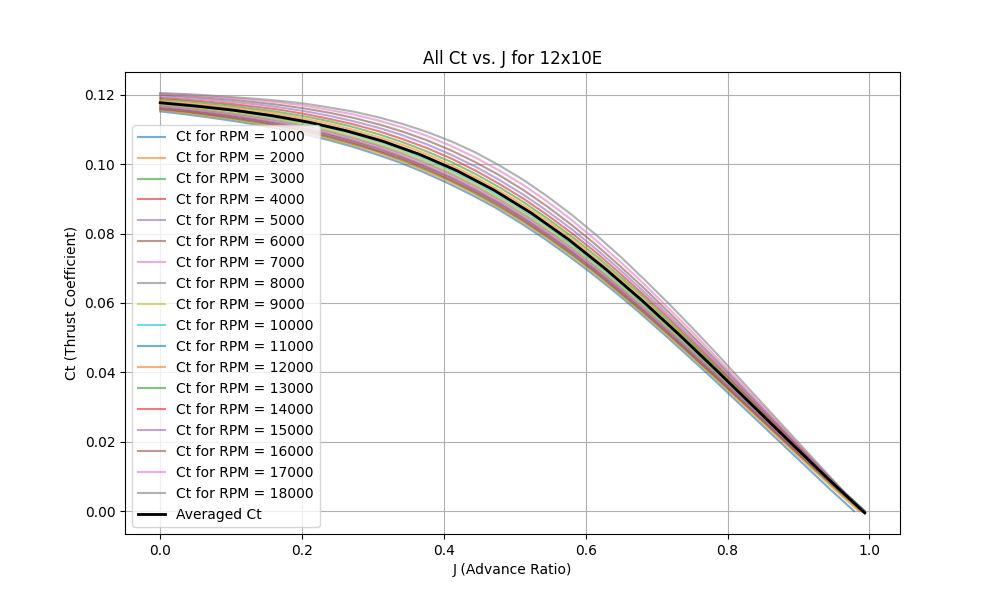 All Ct vs. J for 12x10E
Ct (Thrust Coefficient)
0.12
0.10
0.08
0.06
0.04
0.02
0.00
Ct for RPM = 1000
Ct for RPM = 2000
Ct for RPM = 3000
Ct for RPM = 4000
Ct for RPM = 5000
Ct for RPM = 6000
Ct for RPM = 7000
Ct for RPM = 8000
Ct for RPM = 9000
Ct for RPM = 10000
Ct for RPM = 11000
Ct for RPM = 12000
Ct for RPM = 13000
Ct for RPM = 14000
Ct for RPM = 15000
Ct for RPM = 16000
Ct for RPM = 17000
Ct for RPM = 18000
Averaged Ct
0.0 0.2 0.4 0.6 0.8 1.0
J (Advance Ratio)